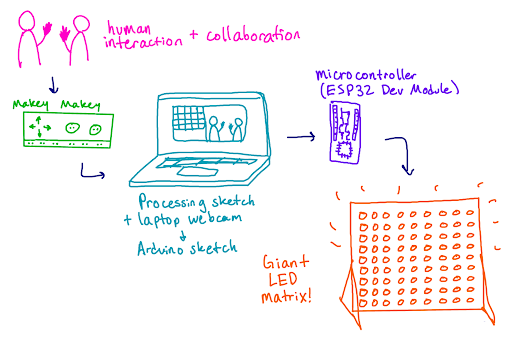 human
interaction + collaboration
Makey Makey
microcontroller
(ESP32 Dev Module)
Processing sketch
+ laptop webcam
Arduino sketch
Giant
LED
matrix!